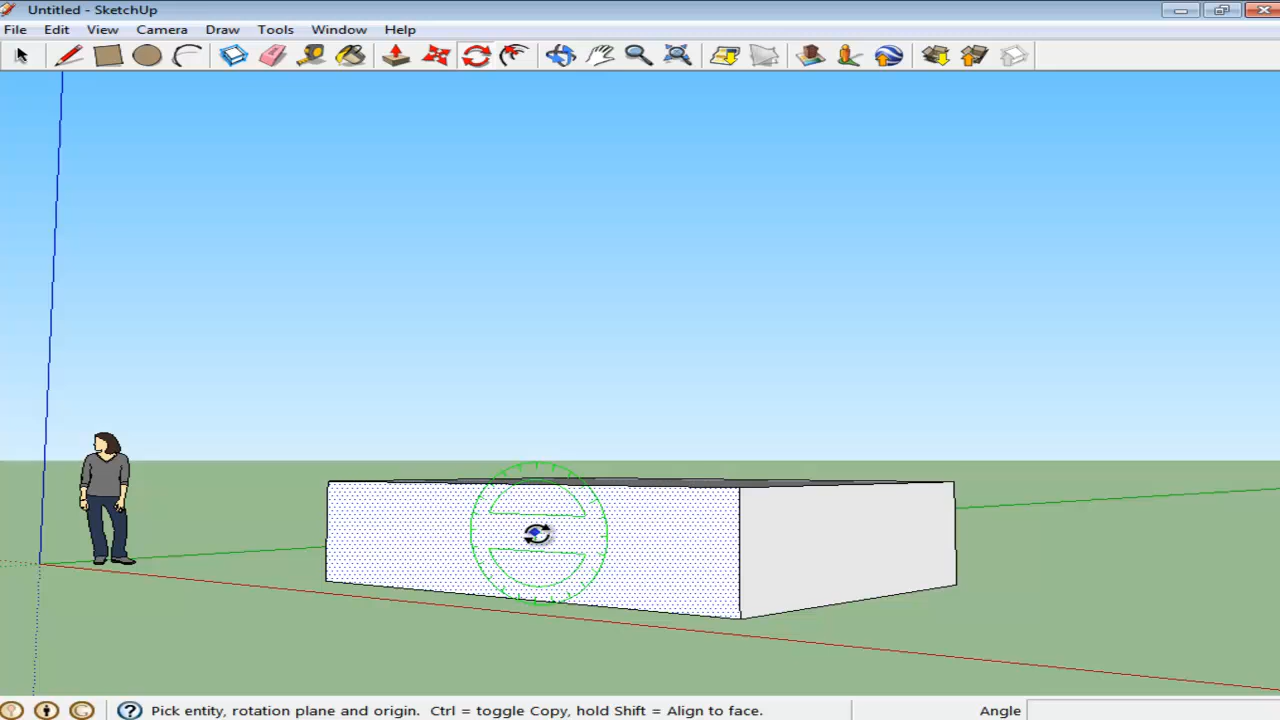 Untitled - SketchUp
File Edit View Camera Draw Tools Window Help
Pick entity, rotation plane and origin. Ctrl = toggle Copy, hold Shift = Align to face. Angle